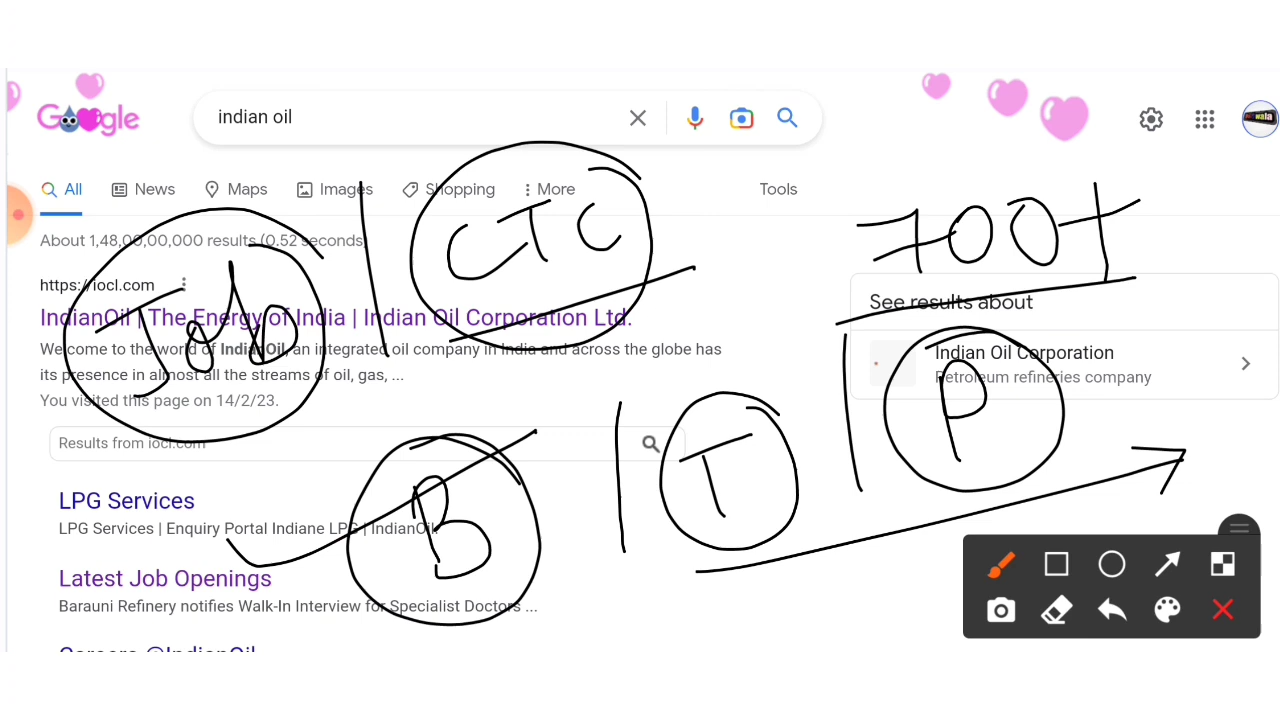 Google
indian oil
All News Maps Images Shopping More Tools
CTC
700+
About 1,48,00,00,000 results (0.52 seconds)
Job
https://iocl.com
IndianOil | The Energy of India | Indian Oil Corporation Ltd.
Welcome to the world of IndianOil, an integrated oil company in India and across the globe has
its presence in almost all the streams of oil, gas, ...
You visited this page on 14/2/23.
See results about
Indian Oil Corporation
Petroleum refineries company
P
Results from iocl.com
T
B
LPG Services
LPG Services | Enquiry Portal Indiane LPG | IndianOil
Latest Job Openings
Barauni Refinery notifies Walk-In Interview for Specialist Doctors ...
Careers @IndianOil